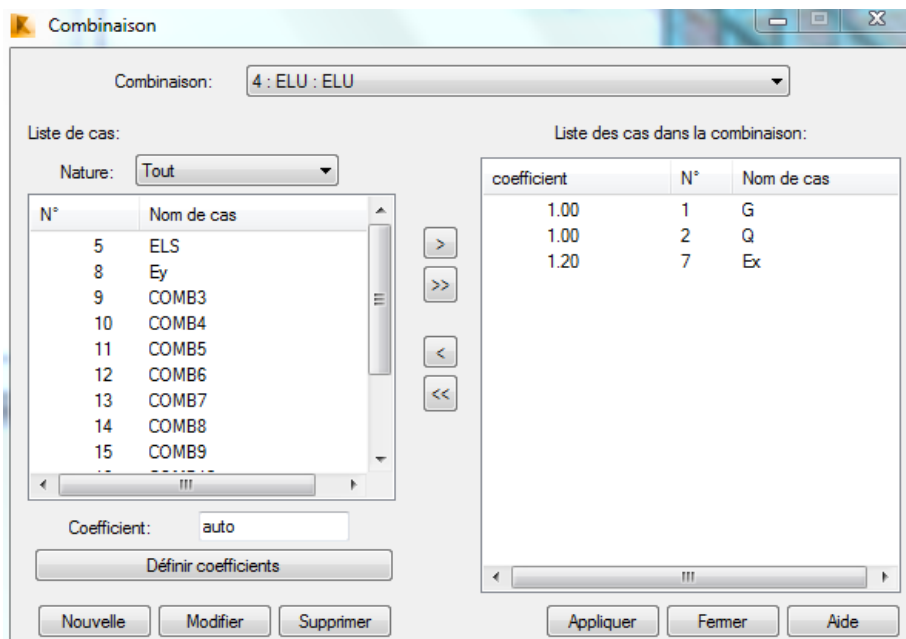 Combinaison
Combinaison: 4 : ELU : ELU
Liste de cas:
Nature: Tout
N° Nom de cas
5 ELS
8 Ey
9 COMB3
10 COMB4
11 COMB5
12 COMB6
13 COMB7
14 COMB8
15 COMB9
Coefficient: auto
Définir coefficients
Nouvelle Modifier Supprimer
>
>>
<
<<
Liste des cas dans la combinaison:
coefficient N° Nom de cas
1.00 1 G
1.00 2 Q
1.20 7 Ex
Appliquer Fermer Aide